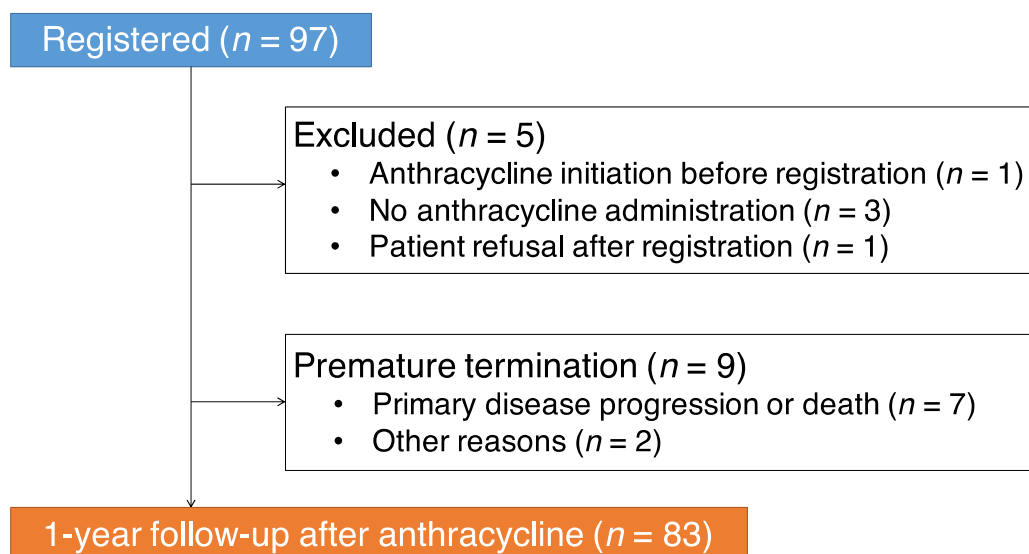 Registered (n = 97)
Excluded (n = 5)
• Anthracycline initiation before registration (n = 1)
• No anthracycline administration (n = 3)
• Patient refusal after registration (n = 1)
Premature termination (n = 9)
• Primary disease progression or death (n = 7)
• Other reasons (n = 2)
1-year follow-up after anthracycline (n = 83)